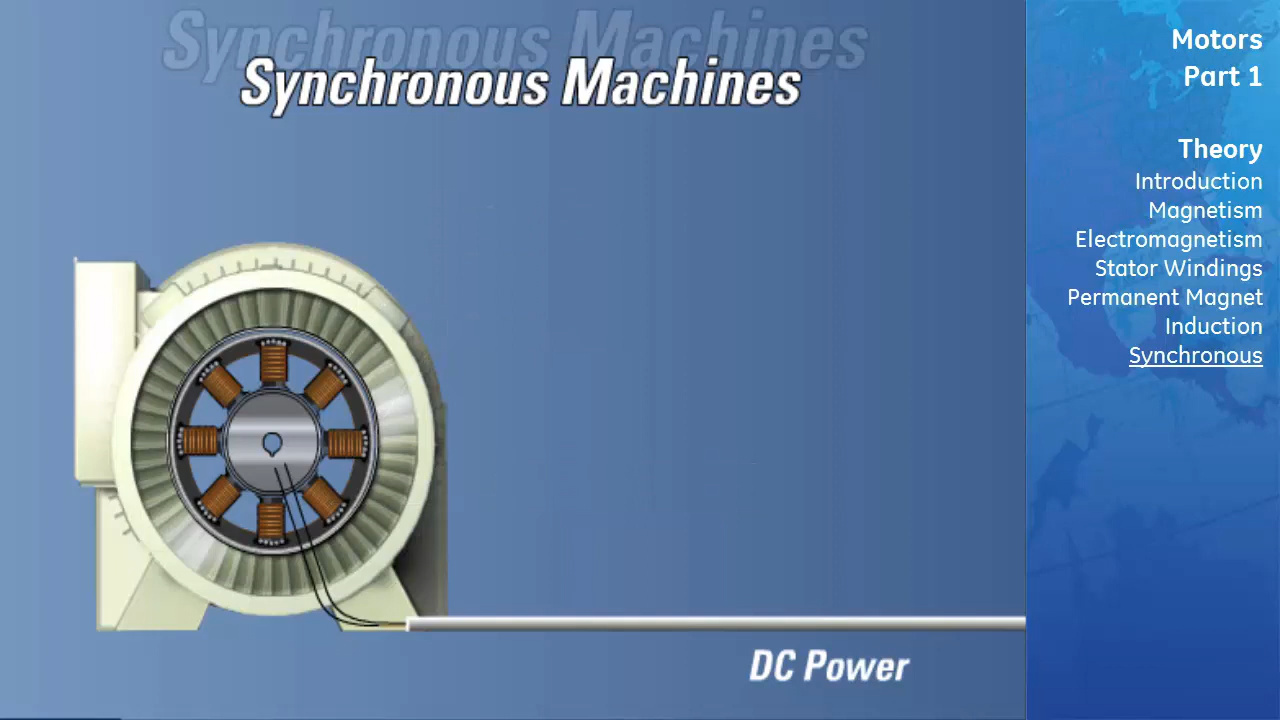 Synchronous Machines
Synchronous Machines
DC Power
Motors
Part 1
Theory
Introduction
Magnetism
Electromagnetism
Stator Windings
Permanent Magnet
Induction
Synchronous